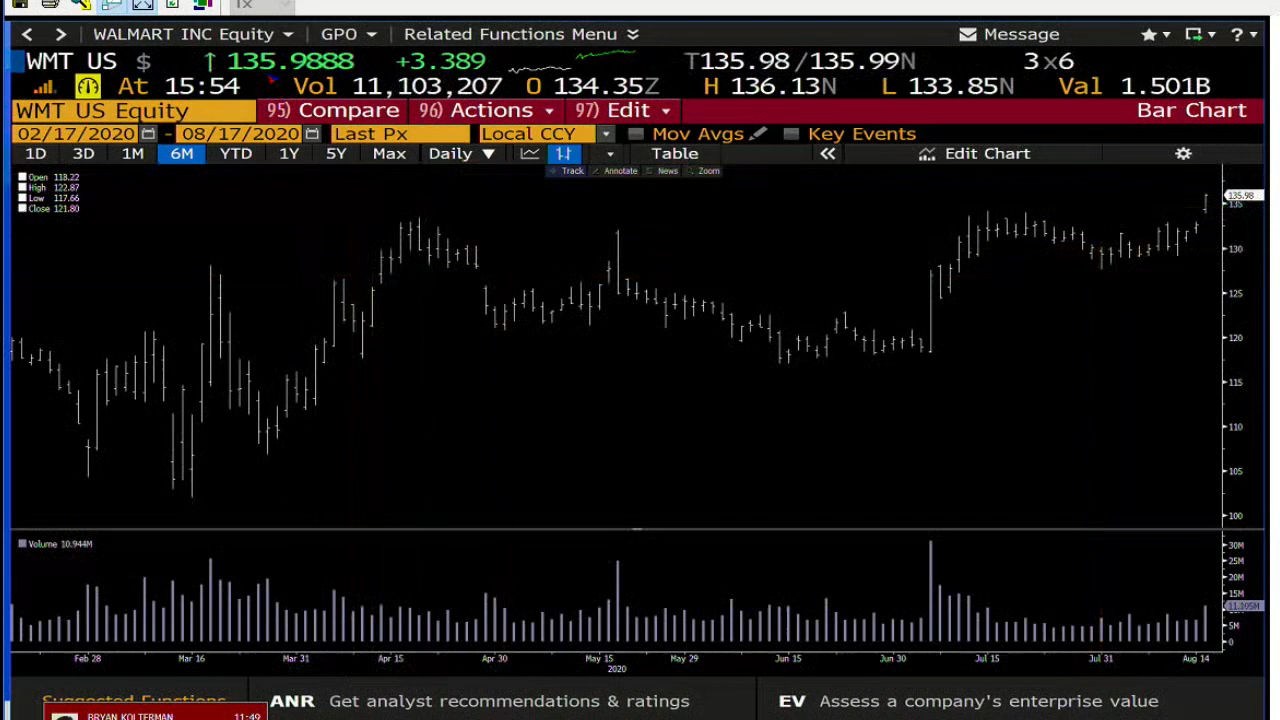 1x
< > WALMART INC Equity GPO Related Functions Menu Message ?
WMT US $ ↑ 135.9888 +3.389 T135.98/135.99N 3x6
At 15:54 Vol 11,103,207 O 134.35Z H 136.13N L 133.85N Val 1.501B
WMT US Equity 95) Compare 96) Actions 97) Edit Bar Chart
02/17/2020 - 08/17/2020 Last Px Local CCY Mov Avgs Key Events
1D 3D 1M 6M YTD 1Y 5Y Max Daily ▼ Table « Edit Chart
Track Annotate News Zoom
Open 118.22
High 122.87
Low 117.66
Close 121.80
135.98
135
130
125
120
115
110
105
100
Volume 10.944M
30M
25M
20M
15M
5M
0
Feb 28 Mar 16 Mar 31 Apr 15 Apr 30 May 15 May 29 Jun 15 Jun 30 Jul 15 Jul 31 Aug 14
2020
Suggested Functions ANR Get analyst recommendations & ratings EV Assess a company's enterprise value
BRYAN KOLTERMAN 11:49